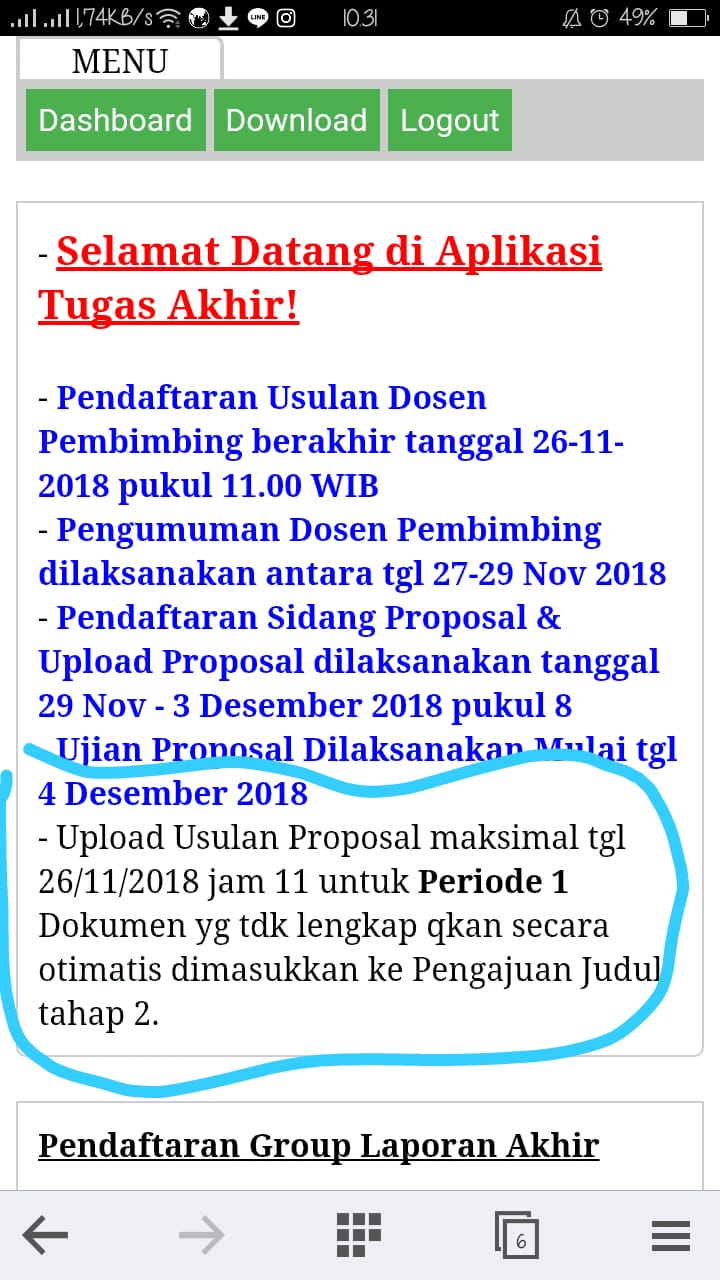 1,74KB/s LINE 10.31 49%
MENU
Dashboard Download Logout
- Selamat Datang di Aplikasi
Tugas Akhir!
- Pendaftaran Usulan Dosen
Pembimbing berakhir tanggal 26-11-
2018 pukul 11.00 WIB
- Pengumuman Dosen Pembimbing
dilaksanakan antara tgl 27-29 Nov 2018
- Pendaftaran Sidang Proposal &
Upload Proposal dilaksanakan tanggal
29 Nov - 3 Desember 2018 pukul 8
Ujian Proposal Dilaksanakan Mulai tgl
4 Desember 2018
- Upload Usulan Proposal maksimal tgl
26/11/2018 jam 11 untuk Periode 1
Dokumen yg tdk lengkap qkan secara
otimatis dimasukkan ke Pengajuan Judul
tahap 2.
Pendaftaran Group Laporan Akhir
6